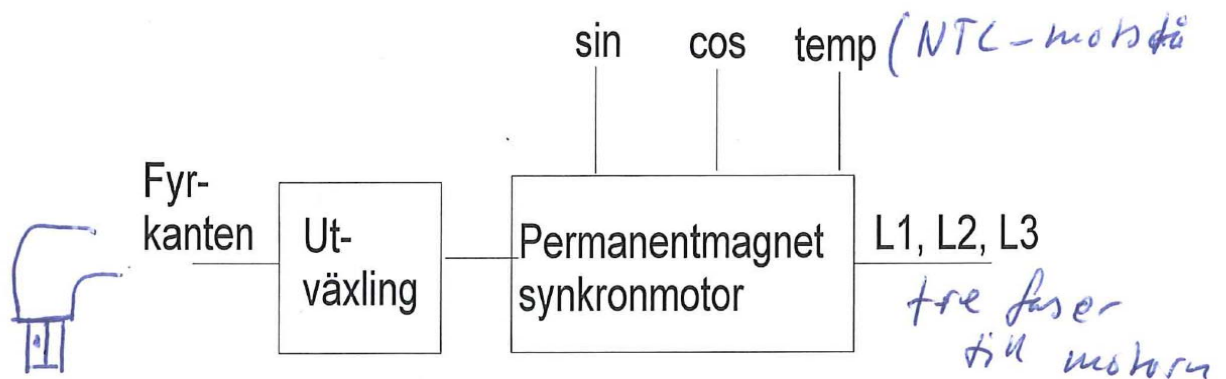 sin cos temp (NTC-motstå
Fyr-
kanten
Ut-
växling
Permanentmagnet
synkronmotor
L1, L2, L3
tre faser
till motorn